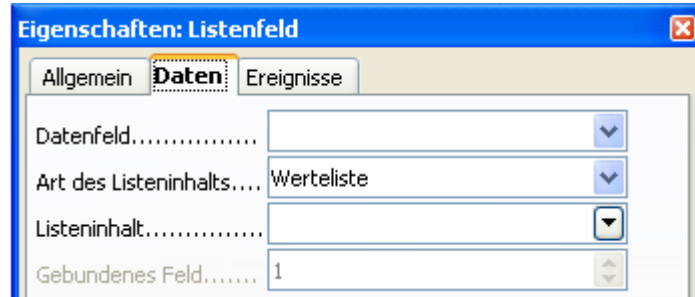 Eigenschaften: Listenfeld
Allgemein Daten Ereignisse
Datenfeld................
Art des Listeninhalts.... Werteliste
Listeninhalt...............
Gebundenes Feld....... 1